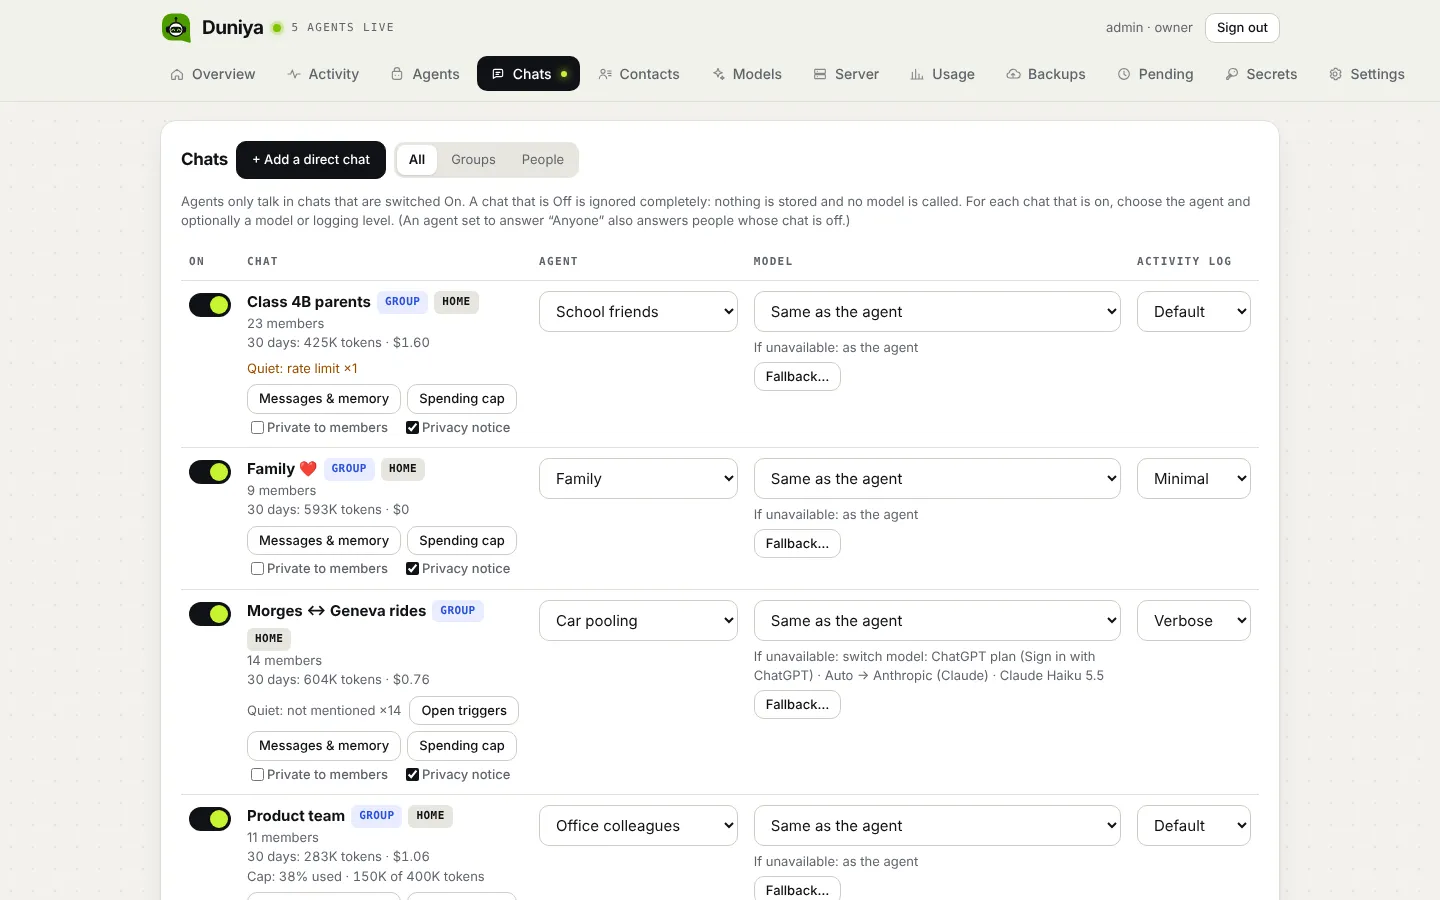 Duniya 5 AGENTS LIVE
admin · owner Sign out
Overview Activity Agents Chats Contacts Models Server Usage Backups Pending Secrets Settings
Chats + Add a direct chat All Groups People
Agents only talk in chats that are switched On. A chat that is Off is ignored completely: nothing is stored and no model is called. For each chat that is on, choose the agent and
optionally a model or logging level. (An agent set to answer “Anyone” also answers people whose chat is off.)
ON CHAT AGENT MODEL ACTIVITY LOG
Class 4B parents GROUP HOME School friends Same as the agent Default
23 members
30 days: 425K tokens · $1.60
If unavailable: as the agent
Quiet: rate limit ×1
Fallback...
Messages & memory Spending cap
Private to members Privacy notice
Family ❤️ GROUP HOME Family Same as the agent Minimal
9 members
30 days: 593K tokens · $0
If unavailable: as the agent
Messages & memory Spending cap
Fallback...
Private to members Privacy notice
Morges ↔ Geneva rides GROUP Car pooling Same as the agent Verbose
HOME
14 members
30 days: 604K tokens · $0.76
If unavailable: switch model: ChatGPT plan (Sign in with
ChatGPT) · Auto → Anthropic (Claude) · Claude Haiku 5.5
Quiet: not mentioned ×14 Open triggers
Fallback...
Messages & memory Spending cap
Private to members Privacy notice
Product team GROUP HOME Office colleagues Same as the agent Default
11 members
30 days: 283K tokens · $1.06
If unavailable: as the agent
Cap: 38% used · 150K of 400K tokens
Fallback...